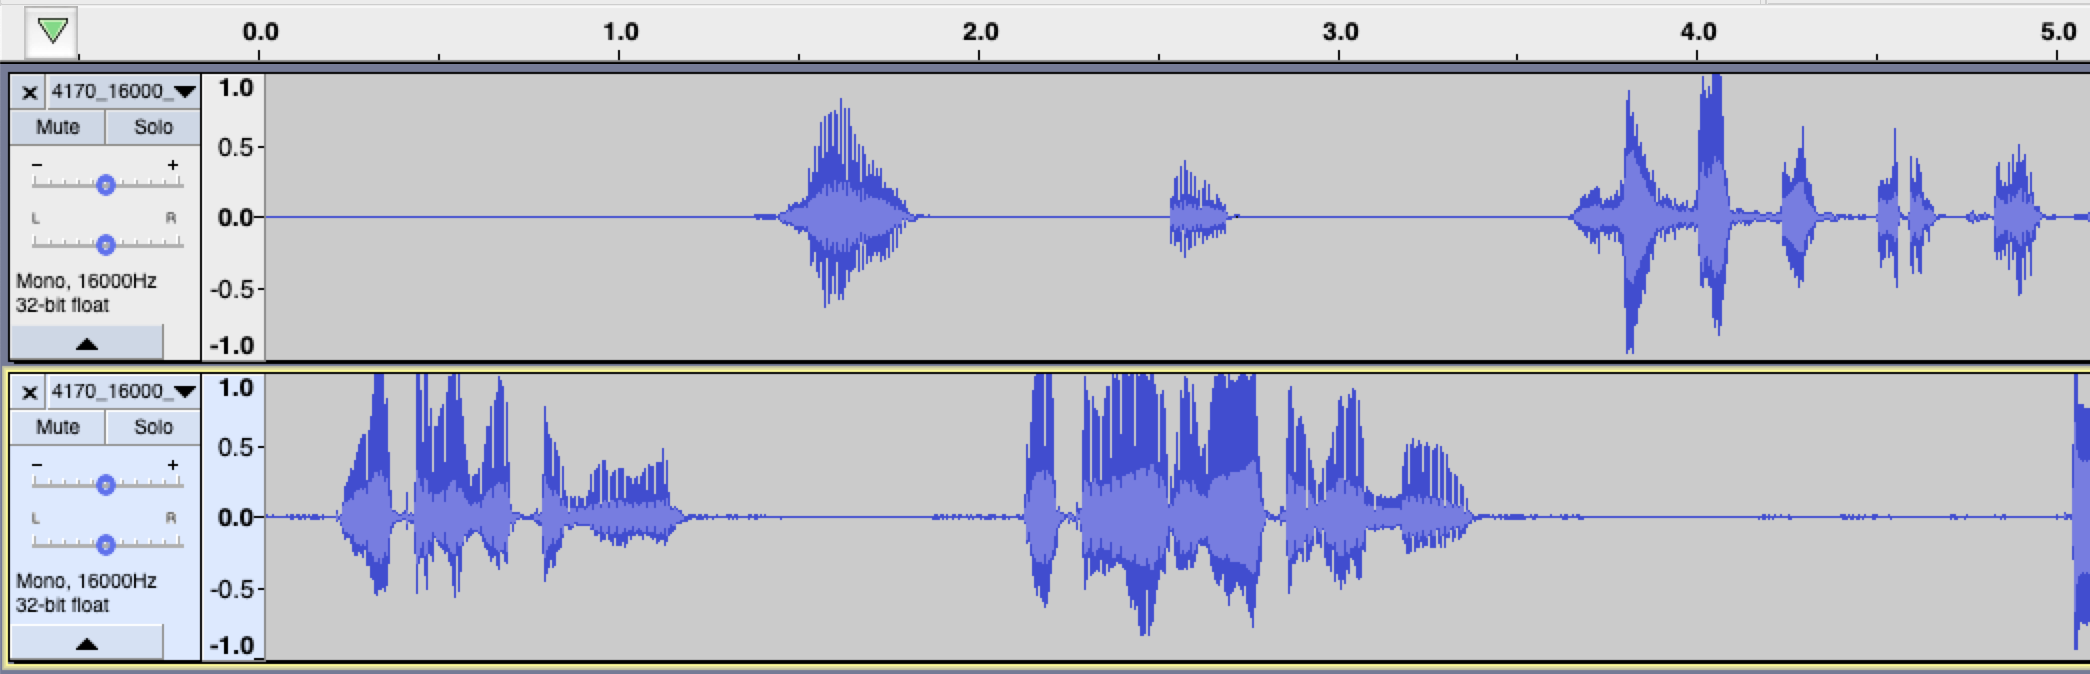 0.0 1.0 2.0 3.0 4.0 5.0
x 4170_16000_ 1.0
Mute Solo
0.5
- +
L R
0.0
Mono, 16000Hz
-0.5
32-bit float
-1.0
x 4170_16000_ 1.0
Mute Solo
0.5
- +
L R
0.0
Mono, 16000Hz
-0.5
32-bit float
-1.0